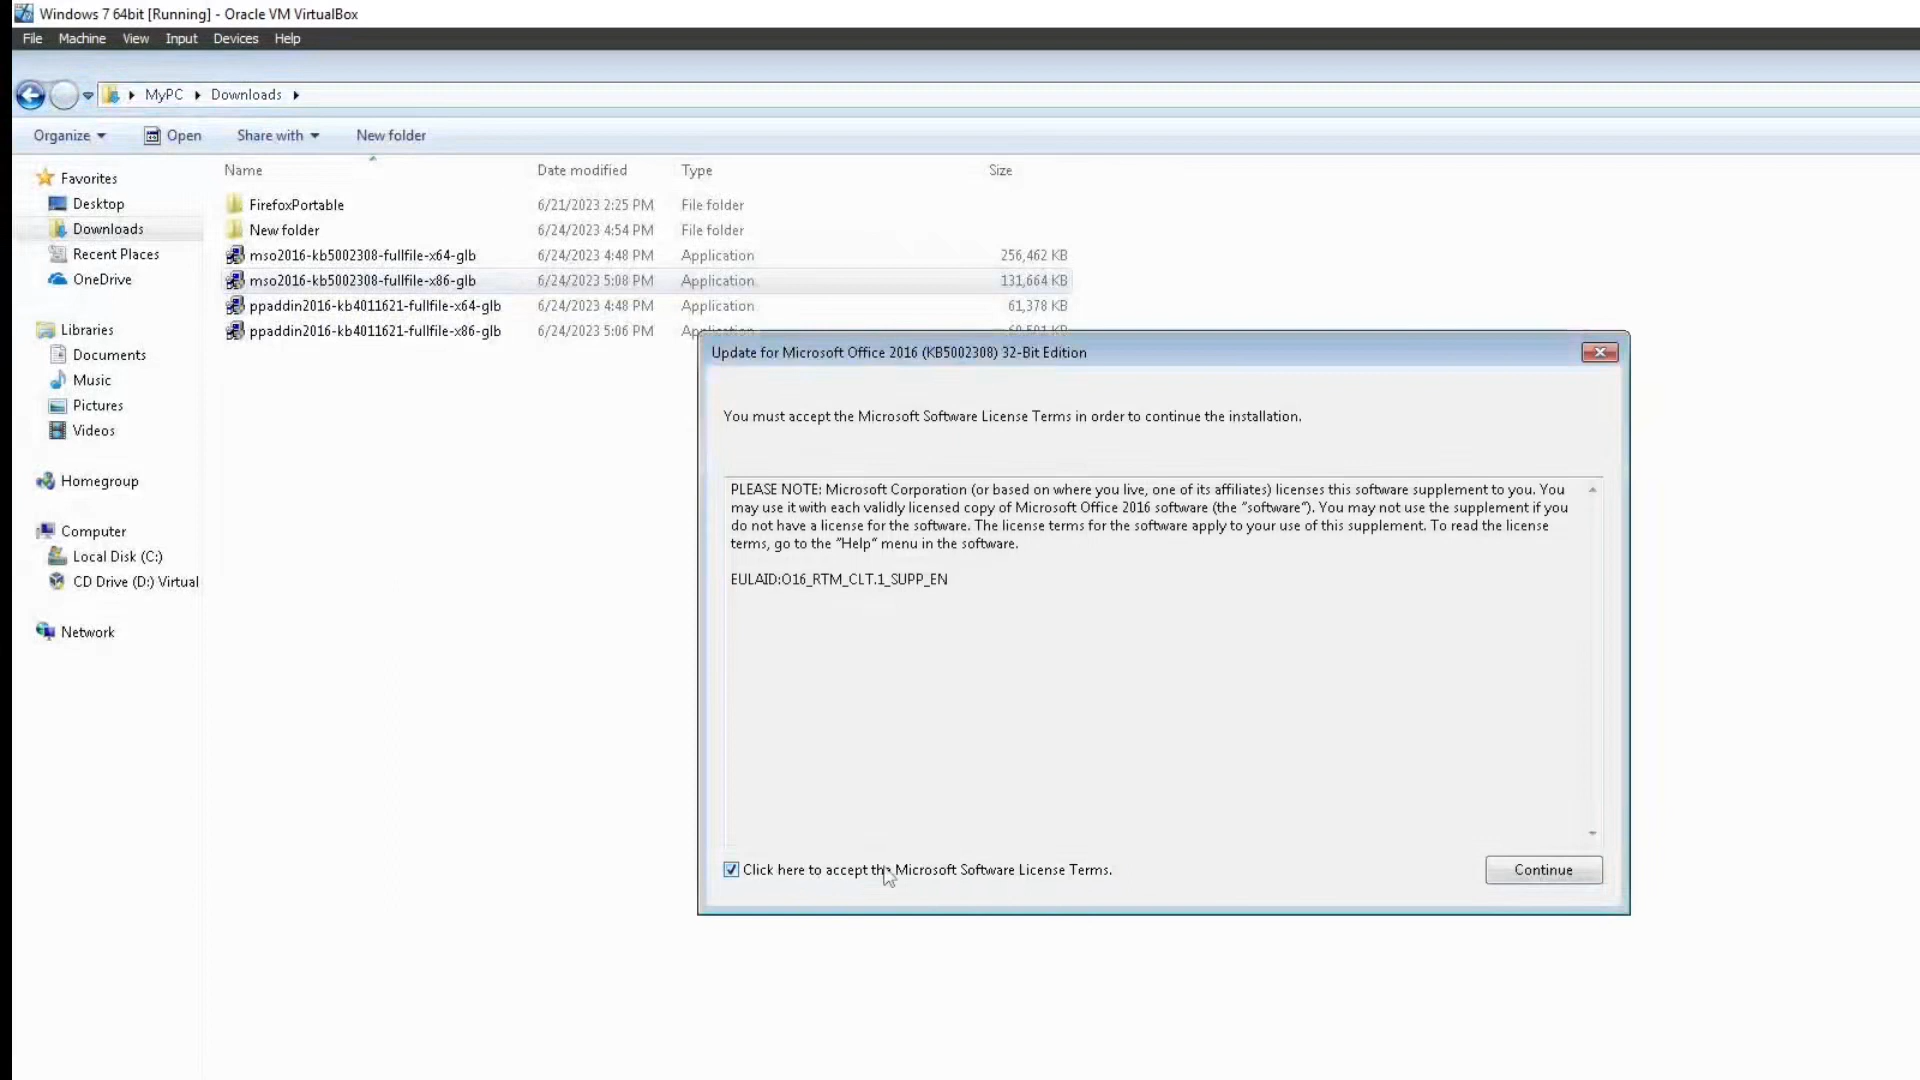 Windows 7 64bit [Running] - Oracle VM VirtualBox
File Machine View Input Devices Help
MyPC Downloads
Organize Open Share with New folder
Name Date modified Type Size
Favorites
Desktop
Downloads
Recent Places
OneDrive
Libraries
Documents
Music
Pictures
Videos
Homegroup
Computer
Local Disk (C:)
CD Drive (D:) Virtual
Network
FirefoxPortable 6/21/2023 2:25 PM File folder
New folder 6/24/2023 4:54 PM File folder
mso2016-kb5002308-fullfile-x64-glb 6/24/2023 4:48 PM Application 256,462 KB
mso2016-kb5002308-fullfile-x86-glb 6/24/2023 5:08 PM Application 131,664 KB
ppaddin2016-kb4011621-fullfile-x64-glb 6/24/2023 4:48 PM Application 61,378 KB
ppaddin2016-kb4011621-fullfile-x86-glb 6/24/2023 5:06 PM Application
Update for Microsoft Office 2016 (KB5002308) 32-Bit Edition
You must accept the Microsoft Software License Terms in order to continue the installation.
PLEASE NOTE: Microsoft Corporation (or based on where you live, one of its affiliates) licenses this software supplement to you. You
may use it with each validly licensed copy of Microsoft Office 2016 software (the "software"). You may not use the supplement if you
do not have a license for the software. The license terms for the software apply to your use of this supplement. To read the license
terms, go to the "Help" menu in the software.
EULAID:O16_RTM_CLT.1_SUPP_EN
Click here to accept the Microsoft Software License Terms.
Continue